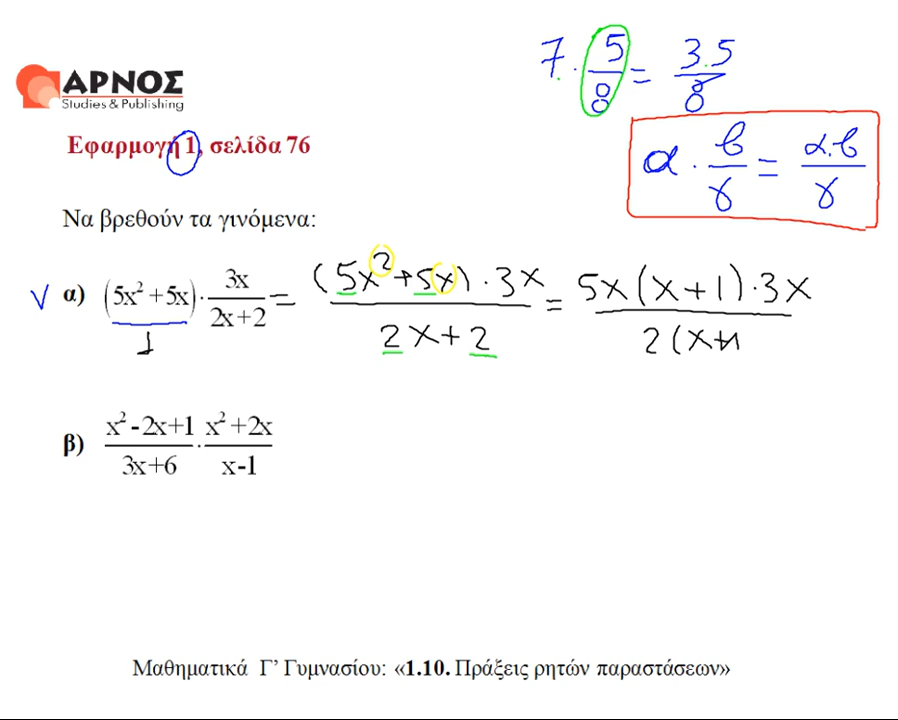 7 · 5/8 = 3.5/8
ΑΡΝΟΣ
Studies & Publishing
α · β/γ = α.β/γ
Εφαρμογή 1, σελίδα 76
Να βρεθούν τα γινόμενα:
√ α) (5x² + 5x)/1 · 3x/(2x+2) = (5x² + 5x) · 3x / 2x + 2 = 5x(x+1) · 3x / 2(x+1
β) x² - 2x+1/3x+6 · x² + 2x/x-1
Μαθηματικά Γ' Γυμνασίου: «1.10. Πράξεις ρητών παραστάσεων»